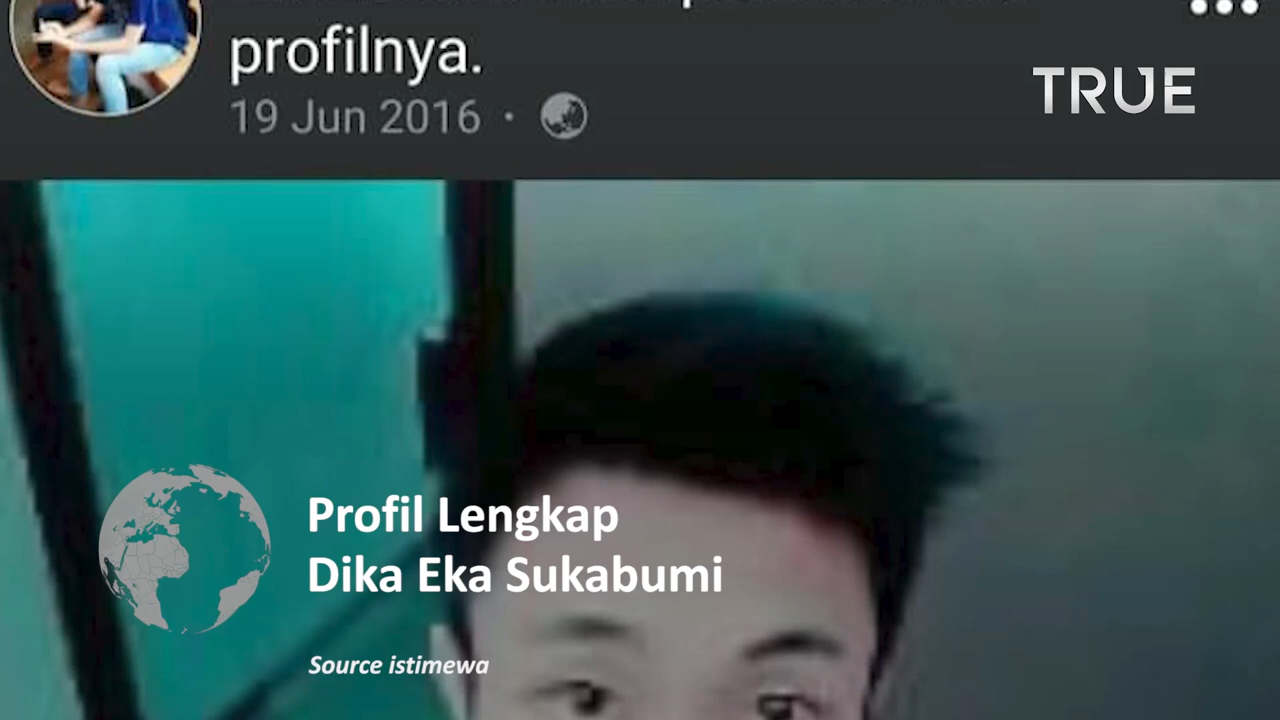 profilnya.
19 Jun 2016 ·
TRUE
Profil Lengkap
Dika Eka Sukabumi
Source istimewa